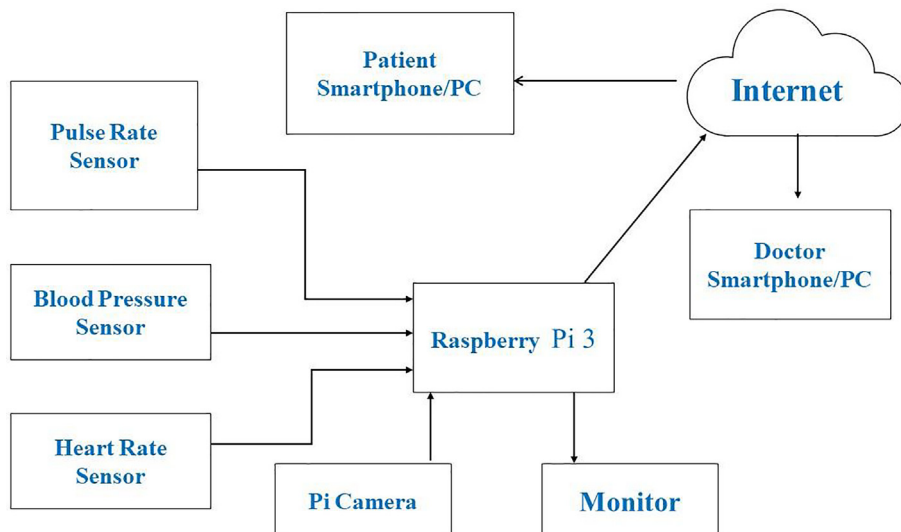 Patient
Smartphone/PC
Internet
Pulse Rate
Sensor
Doctor
Smartphone/PC
Blood Pressure
Sensor
Raspberry Pi 3
Heart Rate
Sensor
Pi Camera
Monitor